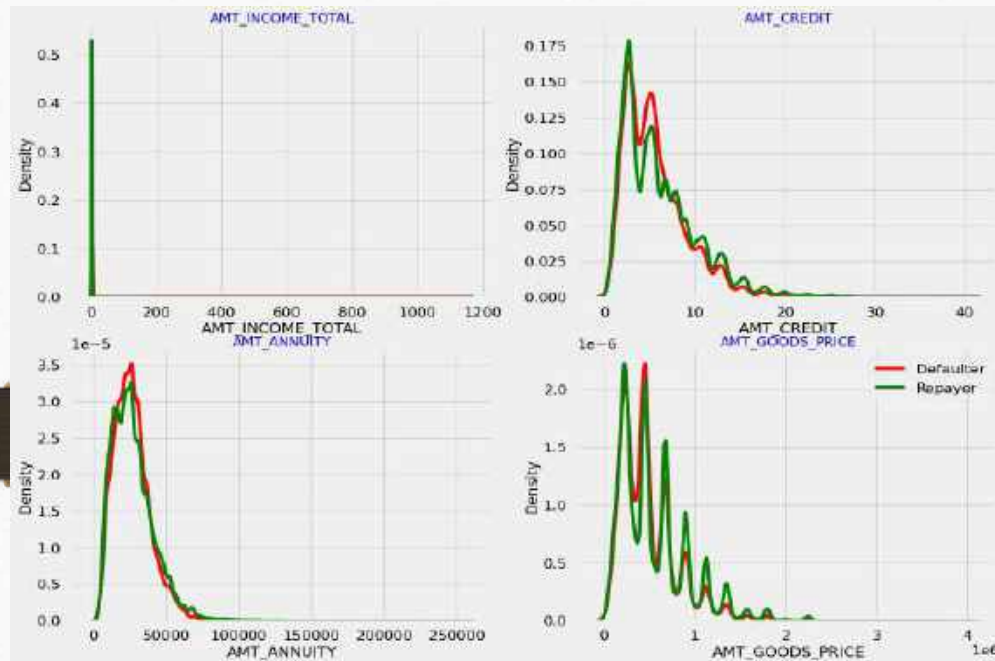 AMT_INCOME_TOTAL
0.5
0.4
0.3
0.2
0.1
0.0
Density
0 200 400 600 800 1000 1200
AMT_INCOME_TOTAL
AMT_CREDIT
0.175
0.150
0.125
0.100
0.075
0.050
0.025
0.000
Density
0 10 20 30 40
AMT_CREDIT
1e-5
AMT_ANNUITY
3.5
3.0
2.5
2.0
1.5
1.0
0.5
0.0
Density
0 50000 100000 150000 200000 250000
AMT_ANNUITY
1e-6
AMT_GOODS_PRICE
Defaulter
Repayer
2.0
1.5
1.0
0.5
0.0
Density
0 1 2 3 4
1e6
AMT_GOODS_PRICE